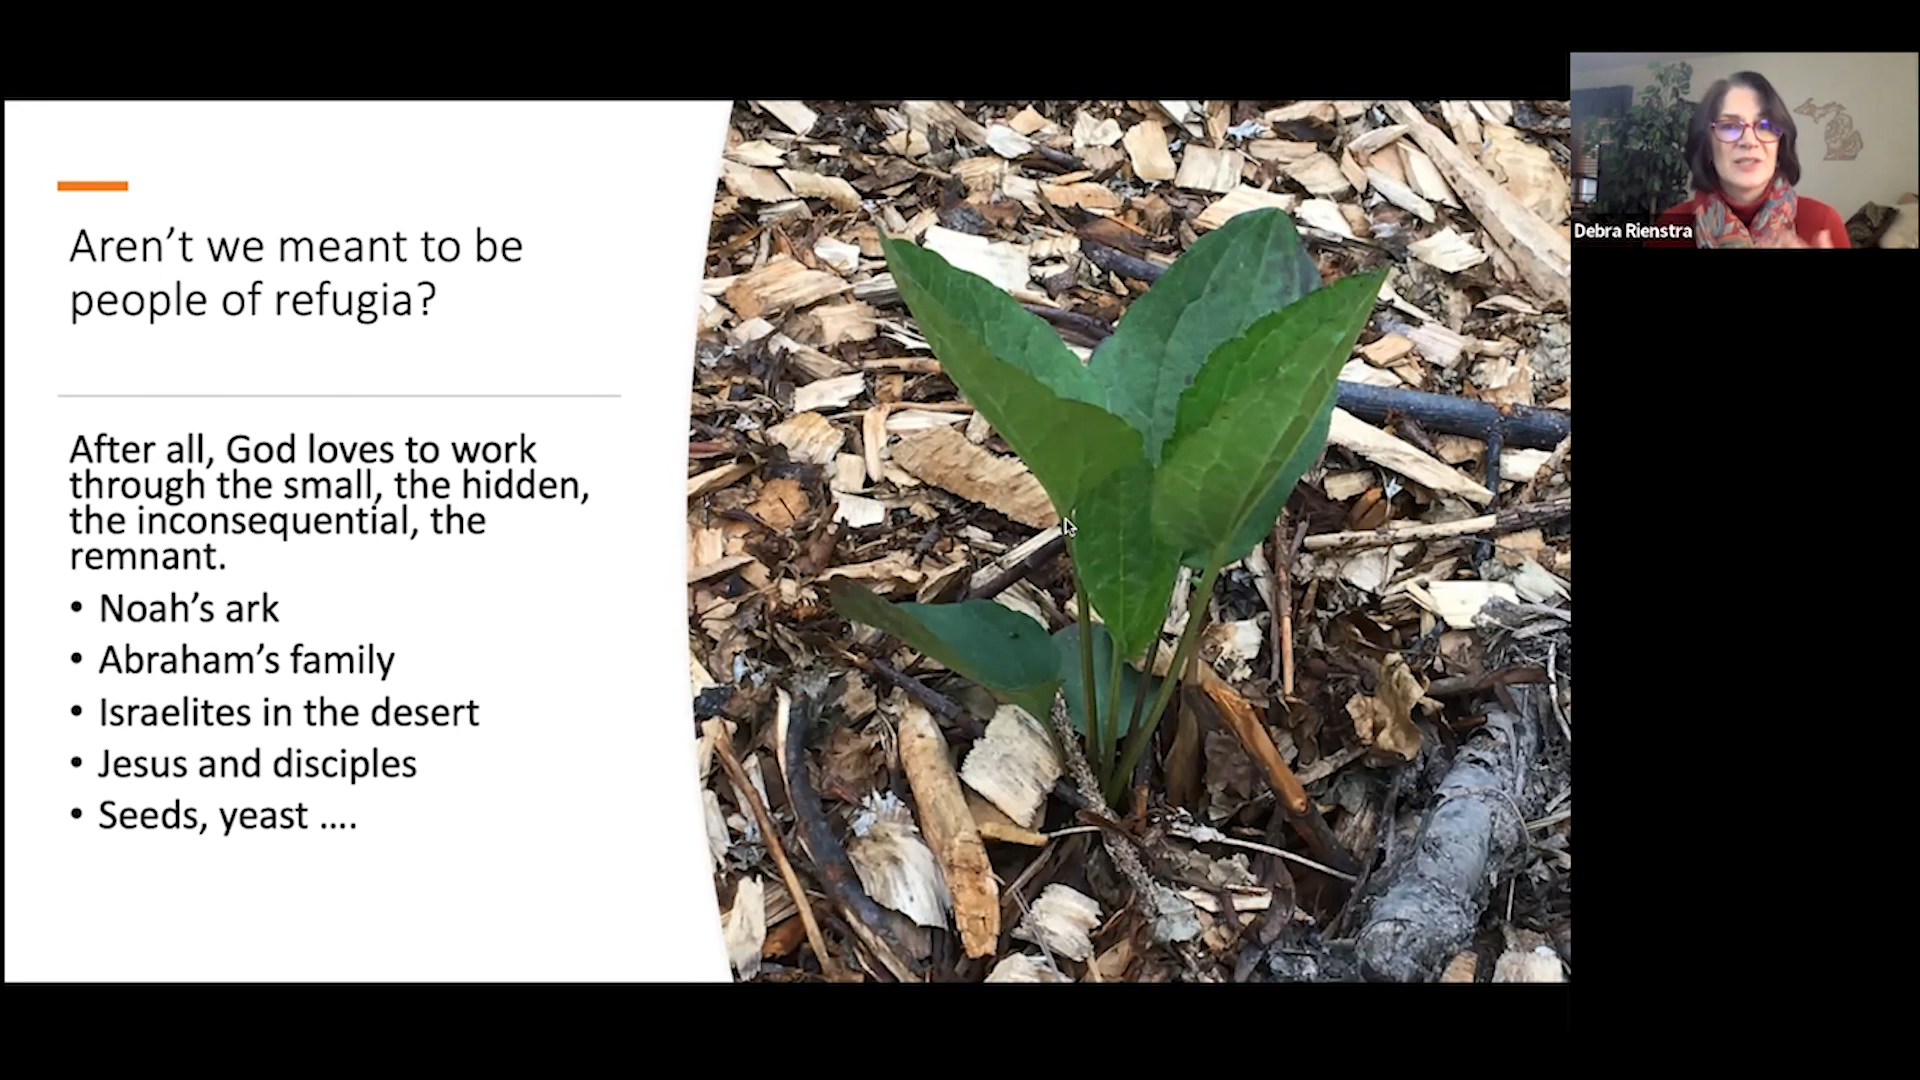 Aren’t we meant to be
people of refugia?
After all, God loves to work
through the small, the hidden,
the inconsequential, the
remnant.
• Noah’s ark
• Abraham’s family
• Israelites in the desert
• Jesus and disciples
• Seeds, yeast ....
Debra Rienstra